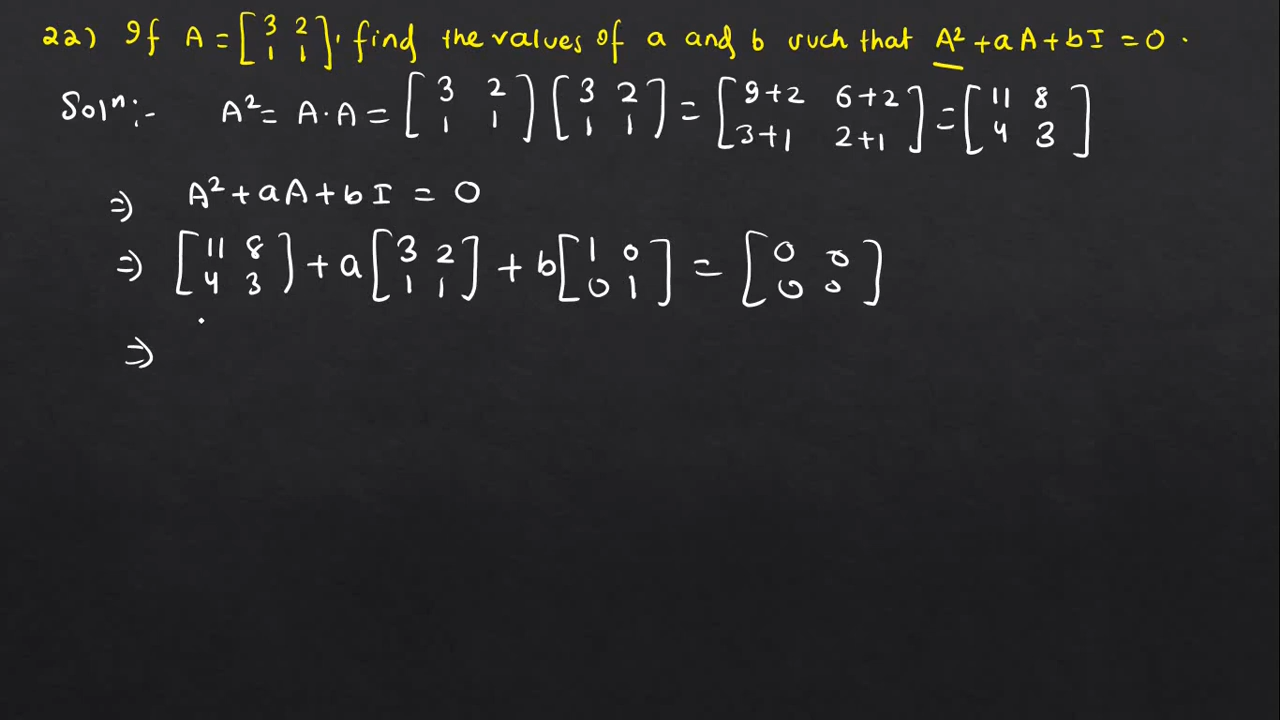 22) If A = [3 2; 1 1], find the values of a and b such that A² + aA + bI = 0.
Solⁿ:- A² = A·A = [3 2; 1 1] [3 2; 1 1] = [9+2 6+2; 3+1 2+1] = [11 8; 4 3]
⇒ A² + aA + bI = 0
⇒ [11 8; 4 3] + a[3 2; 1 1] + b[1 0; 0 1] = [0 0; 0 0]
⇒